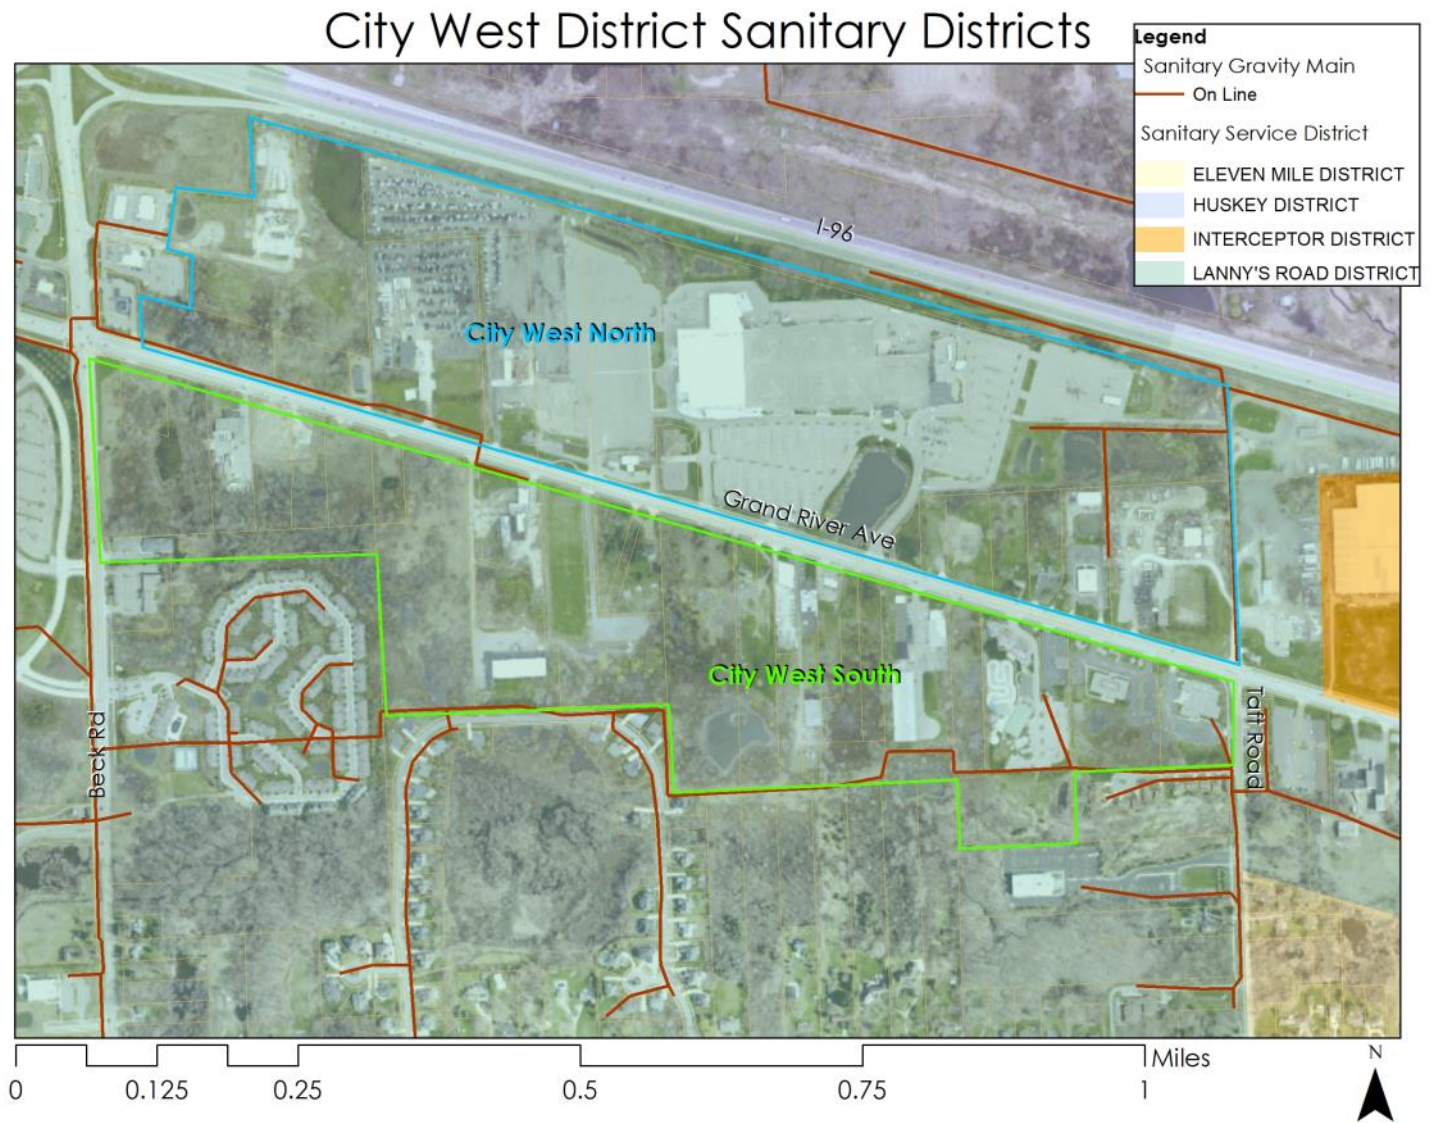 City West District Sanitary Districts
Legend
Sanitary Gravity Main
On Line
Sanitary Service District
ELEVEN MILE DISTRICT
HUSKEY DISTRICT
INTERCEPTOR DISTRICT
LANNY'S ROAD DISTRICT
I-96
City West North
Grand River Ave
City West South
Beck Rd
Taft Road
Miles
N
0
0.125
0.25
0.5
0.75
1